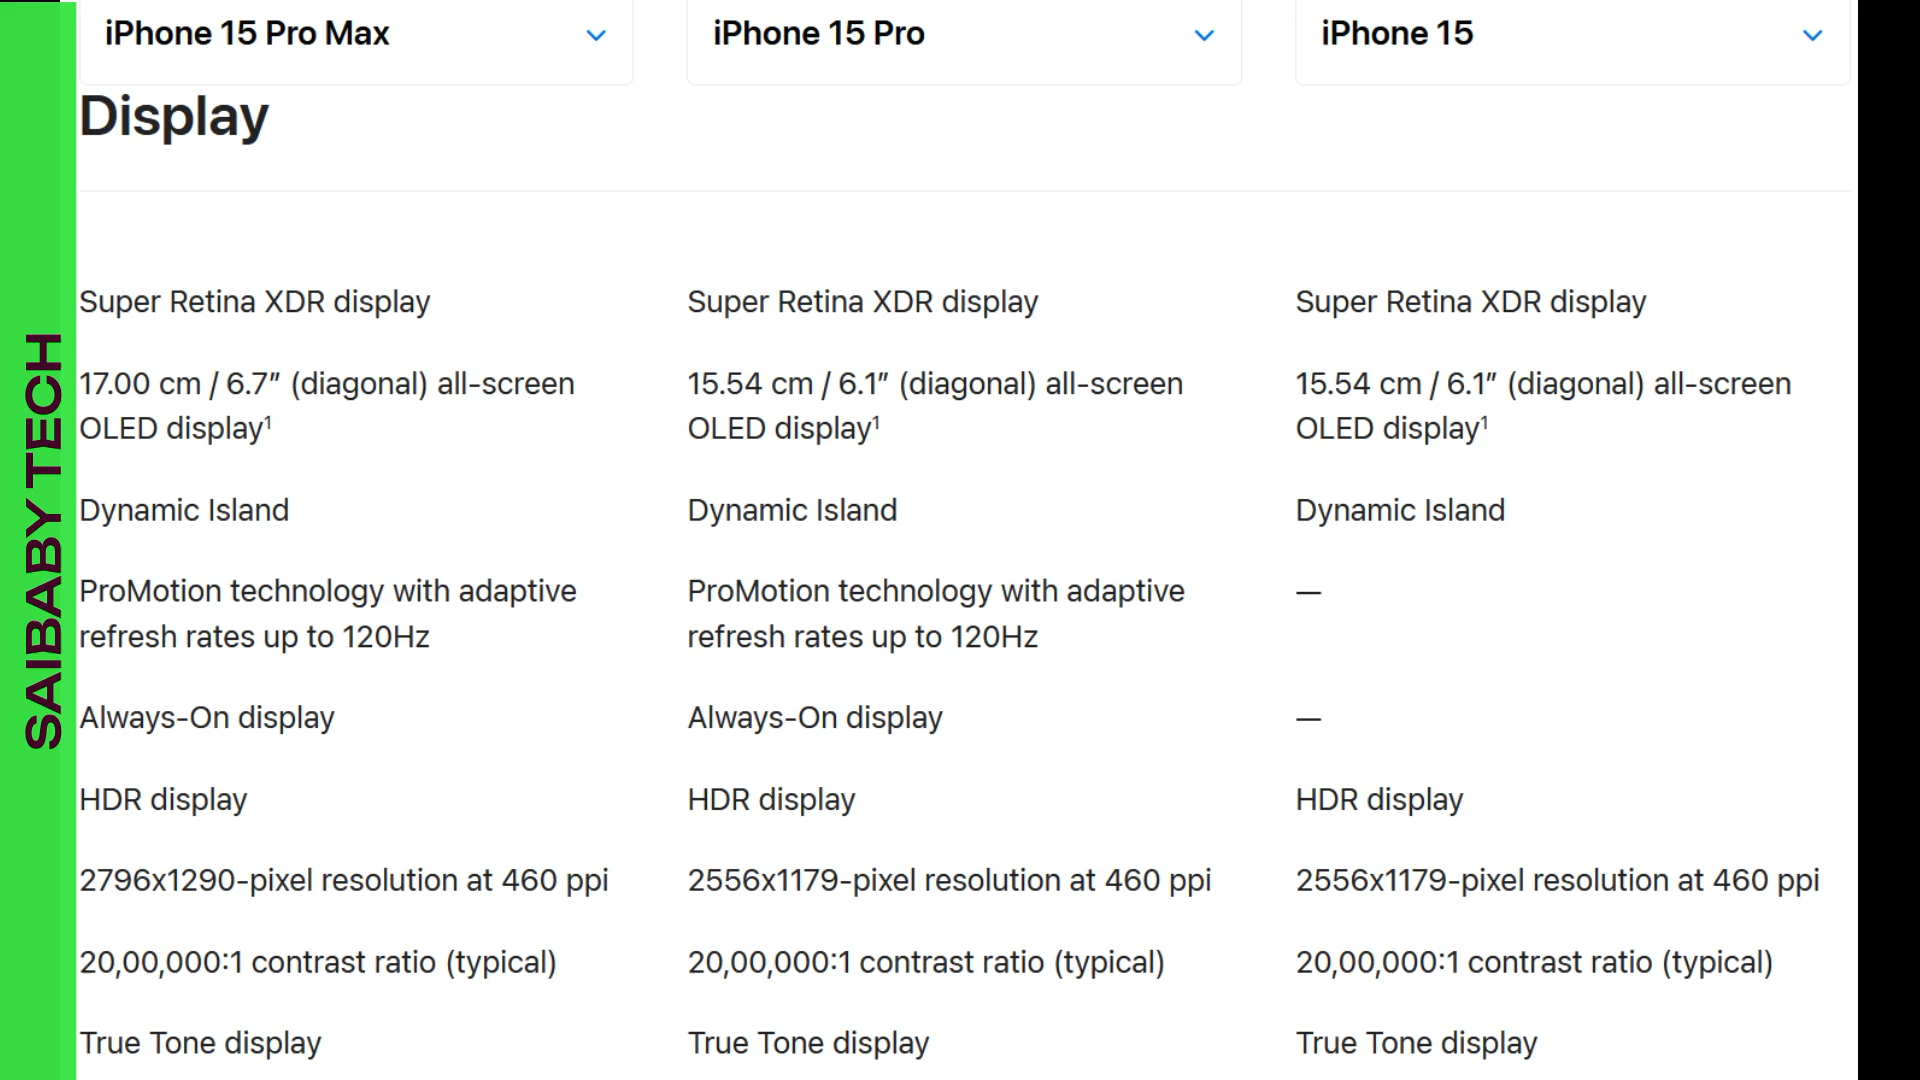 iPhone 15 Pro Max
iPhone 15 Pro
iPhone 15
Display
Super Retina XDR display
Super Retina XDR display
Super Retina XDR display
17.00 cm / 6.7″ (diagonal) all-screen
OLED display¹
15.54 cm / 6.1″ (diagonal) all-screen
OLED display¹
15.54 cm / 6.1″ (diagonal) all-screen
OLED display¹
Dynamic Island
Dynamic Island
Dynamic Island
ProMotion technology with adaptive
refresh rates up to 120Hz
ProMotion technology with adaptive
refresh rates up to 120Hz
—
Always-On display
Always-On display
—
HDR display
HDR display
HDR display
2796x1290-pixel resolution at 460 ppi
2556x1179-pixel resolution at 460 ppi
2556x1179-pixel resolution at 460 ppi
20,00,000:1 contrast ratio (typical)
20,00,000:1 contrast ratio (typical)
20,00,000:1 contrast ratio (typical)
True Tone display
True Tone display
True Tone display
SAIBABY TECH